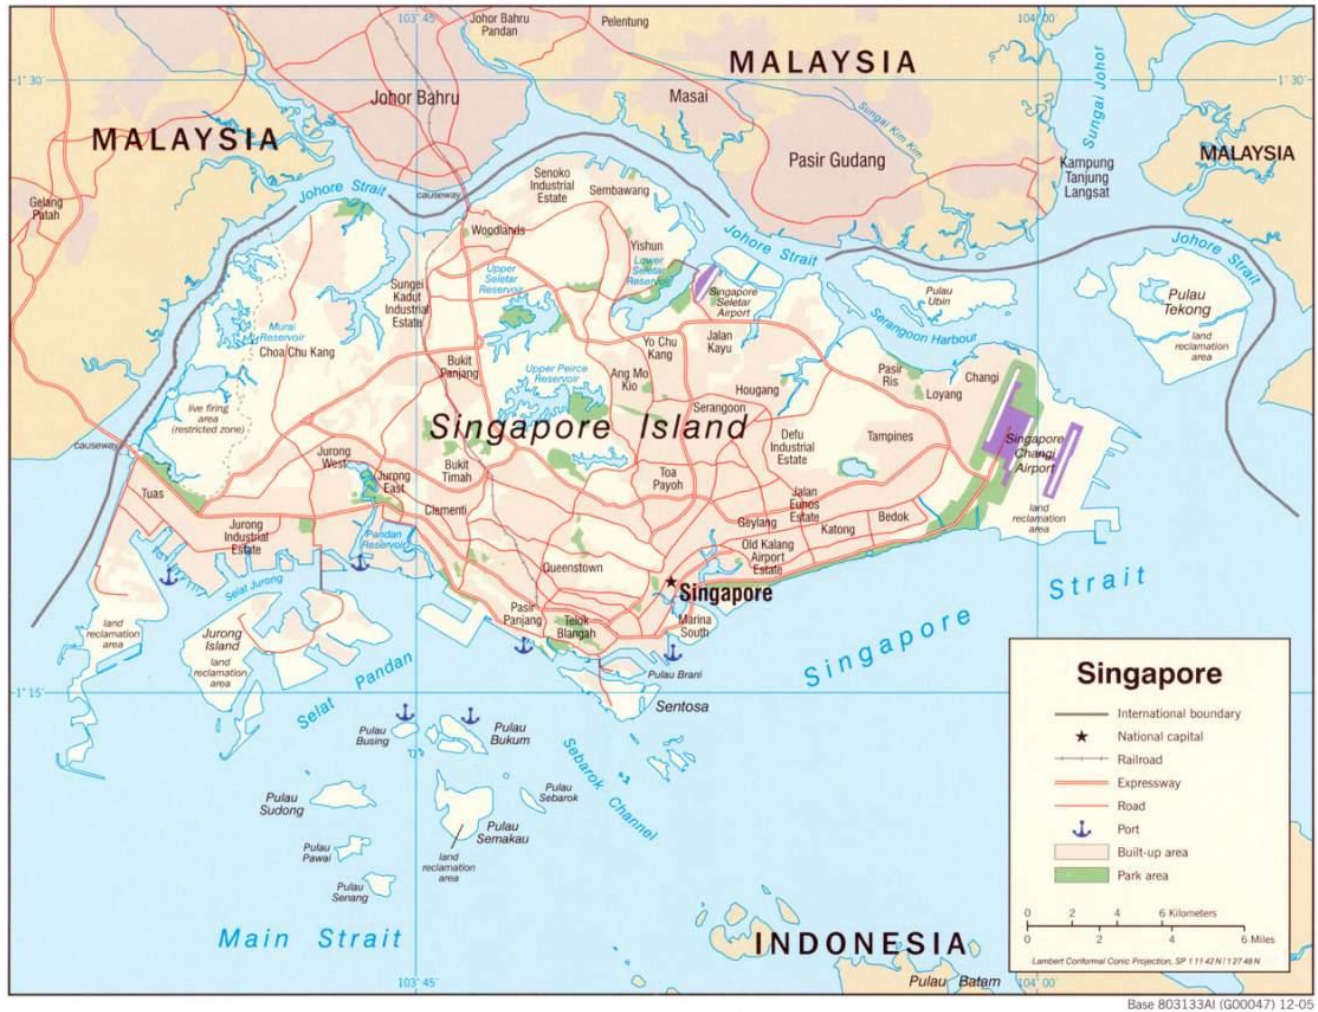 103°45'
104°00'
Johor Bahru
Pandan
Pelentung
MALAYSIA
Sungai Johor
1°30'
1°30'
Johor Bahru
Masai
Sungai Kim Kim
MALAYSIA
Pasir Gudang
MALAYSIA
Kampung
Tanjung
Langsat
Senoko
Industrial
Estate
Sembawang
Johore Strait
causeway
Gelang
Patah
Woodlands
Yishun
Johore Strait
Johore Strait
Lower
Seletar
Reservoir
Upper
Seletar
Reservoir
Sungei
Kadut
Industrial
Estate
Singapore
Seletar
Airport
Pulau
Ubin
Pulau
Tekong
land
reclamation
area
Murai
Reservoir
Choa Chu Kang
Serangoon Harbour
Jalan
Kayu
Yo Chu
Kang
Bukit
Panjang
Upper Peirce
Reservoir
Ang Mo
Kio
Pasir
Ris
Changi
Loyang
Hougang
Serangoon
live firing
area
(restricted zone)
Singapore Island
Defu
Industrial
Estate
Tampines
Singapore
Changi
Airport
causeway
Jurong
West
Jurong
East
Bukit
Timah
Toa
Payoh
Tuas
Clementi
Jalan
Eunos
Estate
Geylang
Katong
Bedok
land
reclamation
area
Jurong
Industrial
Estate
Pandan
Reservoir
Old Kalang
Airport
Estate
Queenstown
Selat Jurong
Singapore
Singapore Strait
Pasir
Panjang
Telok
Blangah
Marina
South
land
reclamation
area
Jurong
Island
land
reclamation
area
Selat Pandan
Pulau Brani
1°15'
Sentosa
Pulau
Busing
Pulau
Bukum
Sebarok Channel
Pulau
Sudong
Pulau
Sebarok
Pulau
Semakau
land
reclamation
area
Pulau
Pawai
Pulau
Senang
Main Strait
INDONESIA
Pulau Batam
103°45'
104°00'
Singapore
International boundary
National capital
Railroad
Expressway
Road
Port
Built-up area
Park area
0 2 4 6 Kilometers
0 2 4 6 Miles
Lambert Conformal Conic Projection, SP 1 11 42 N / 1 27 48 N
Base 803133AI (G00047) 12-05